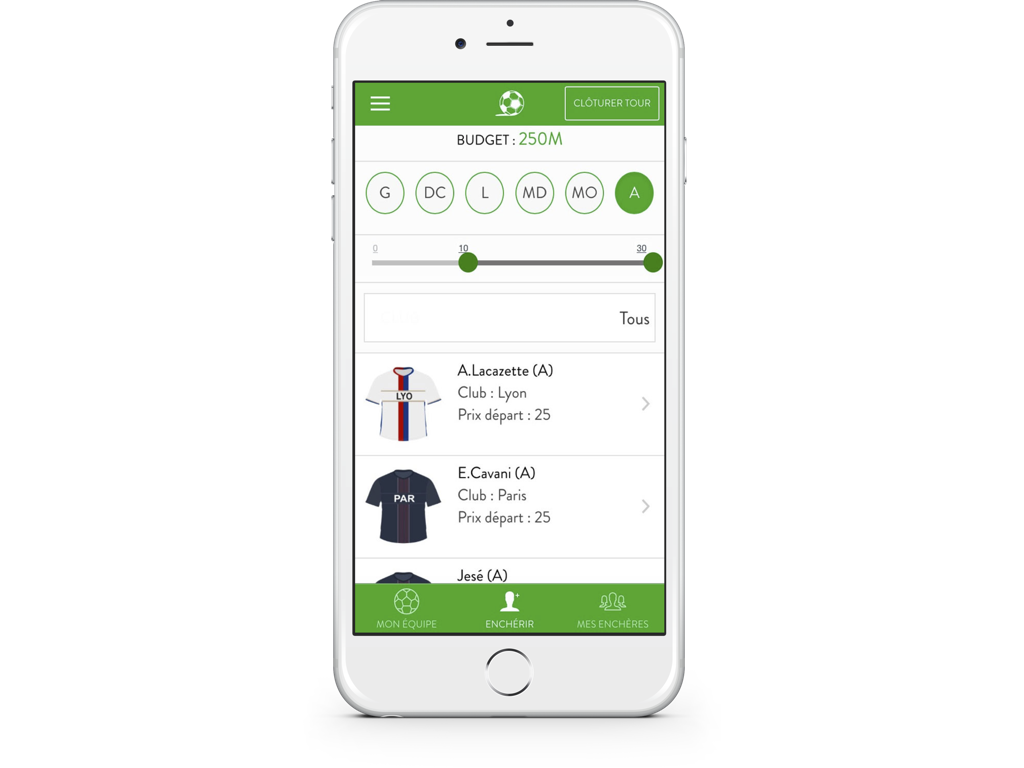 CLÔTURER TOUR
BUDGET : 250M
G DC L MD MO A
0 10 30
Tous
A.Lacazette (A)
LYO
Club : Lyon
Prix départ : 25
E.Cavani (A)
PAR
Club : Paris
Prix départ : 25
Jesé (A)
MON ÉQUIPE ENCHÉRIR MES ENCHÈRES